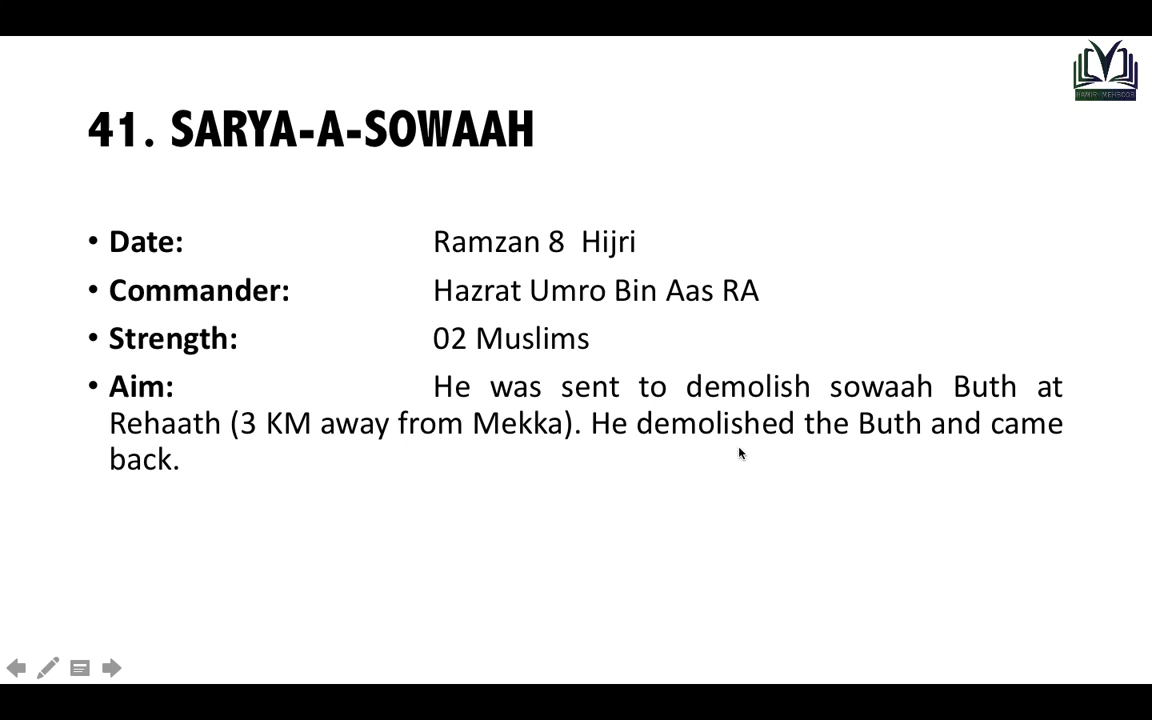 41. SARYA-A-SOWAAH
• Date: Ramzan 8 Hijri
• Commander: Hazrat Umro Bin Aas RA
• Strength: 02 Muslims
• Aim: He was sent to demolish sowaah Buth at
Rehaath (3 KM away from Mekka). He demolished the Buth and came
back.